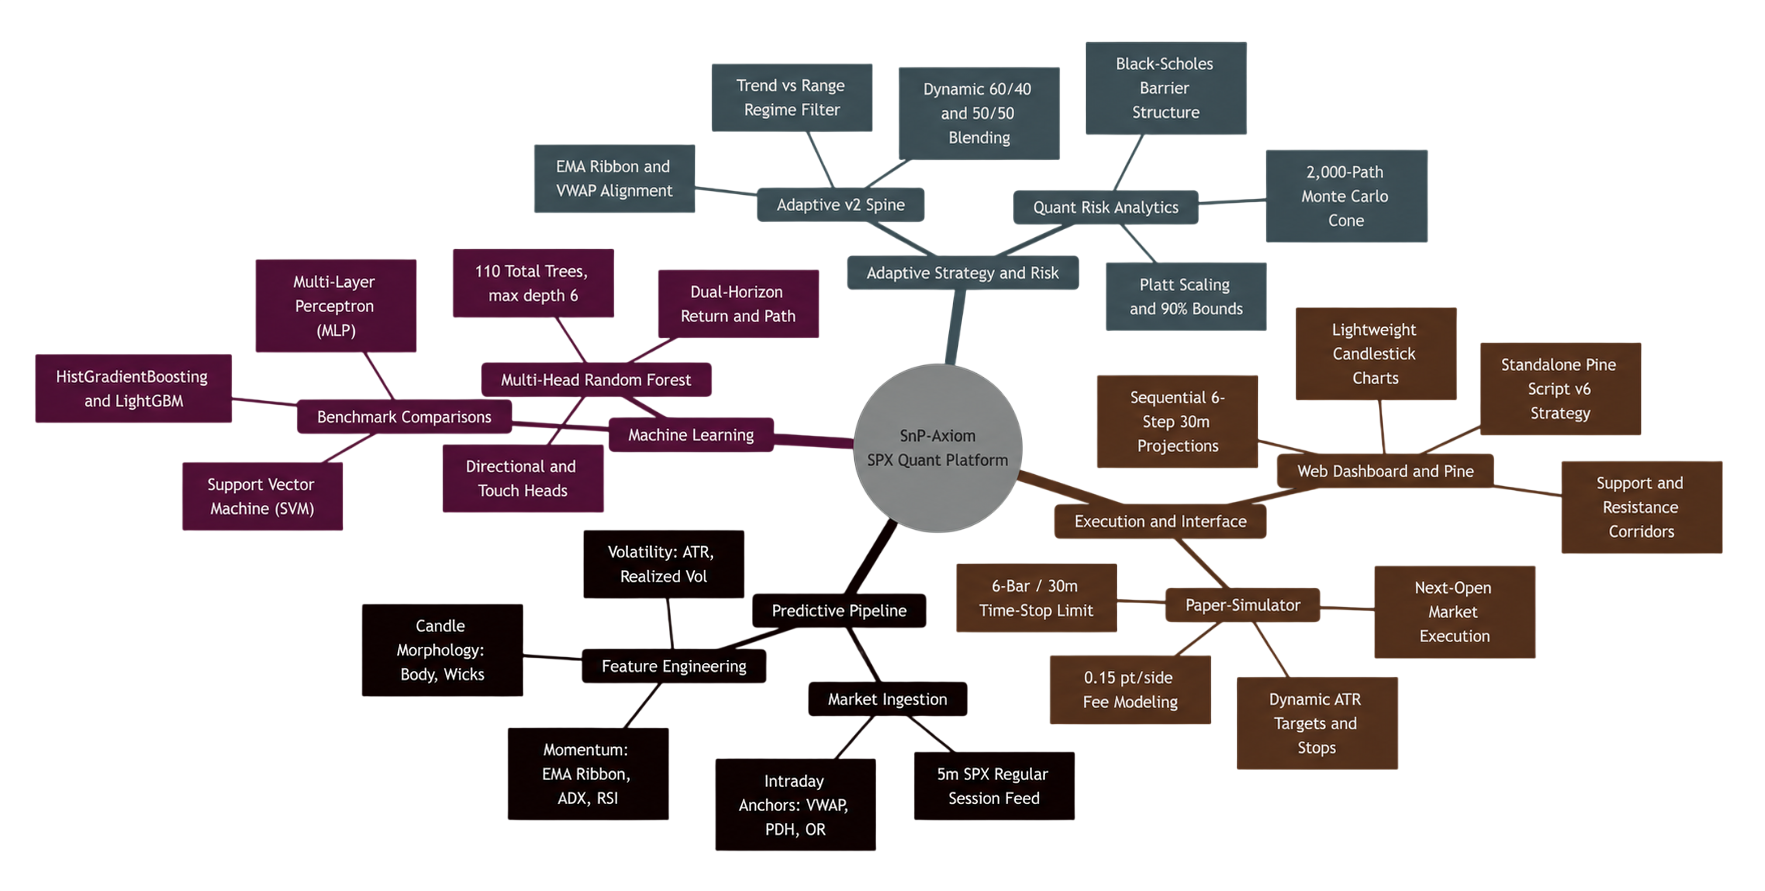 SnP-Axiom
SPX Quant Platform
Adaptive Strategy and Risk
Adaptive v2 Spine
EMA Ribbon and
VWAP Alignment
Trend vs Range
Regime Filter
Dynamic 60/40
and 50/50
Blending
Quant Risk Analytics
Black-Scholes
Barrier
Structure
2,000-Path
Monte Carlo
Cone
Platt Scaling
and 90% Bounds
Machine Learning
Multi-Head Random Forest
110 Total Trees,
max depth 6
Dual-Horizon
Return and Path
Directional and
Touch Heads
Benchmark Comparisons
Multi-Layer
Perceptron
(MLP)
HistGradientBoosting
and LightGBM
Support Vector
Machine (SVM)
Execution and Interface
Web Dashboard and Pine
Sequential 6-
Step 30m
Projections
Lightweight
Candlestick
Charts
Standalone Pine
Script v6
Strategy
Support and
Resistance
Corridors
Paper-Simulator
6-Bar / 30m
Time-Stop Limit
Next-Open
Market
Execution
0.15 pt/side
Fee Modeling
Dynamic ATR
Targets and
Stops
Predictive Pipeline
Feature Engineering
Volatility: ATR,
Realized Vol
Candle
Morphology:
Body, Wicks
Momentum:
EMA Ribbon,
ADX, RSI
Market Ingestion
Intraday
Anchors: VWAP,
PDH, OR
5m SPX Regular
Session Feed